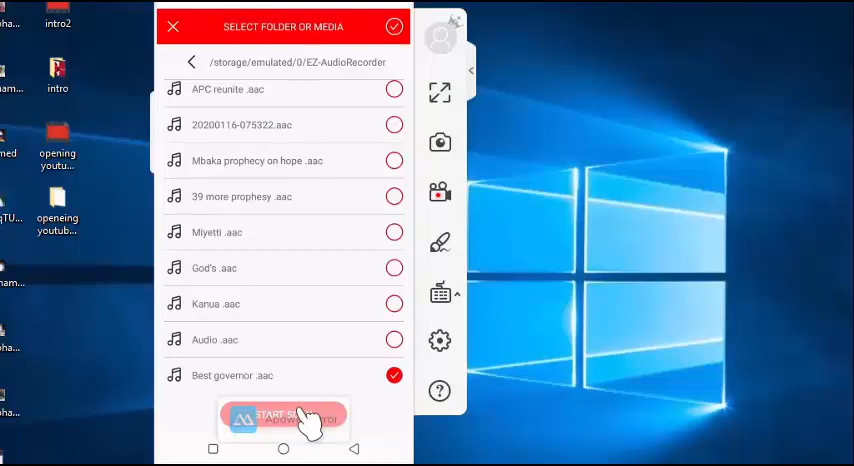 intro2
intro
opening
youtu...
openeing
youtub...
SELECT FOLDER OR MEDIA
/storage/emulated/0/EZ-AudioRecorder
APC reunite .aac
20200116-075322.aac
Mbaka prophecy on hope .aac
39 more prophesy .aac
Miyetti .aac
God's .aac
Kanua .aac
Audio .aac
Best governor .aac
START